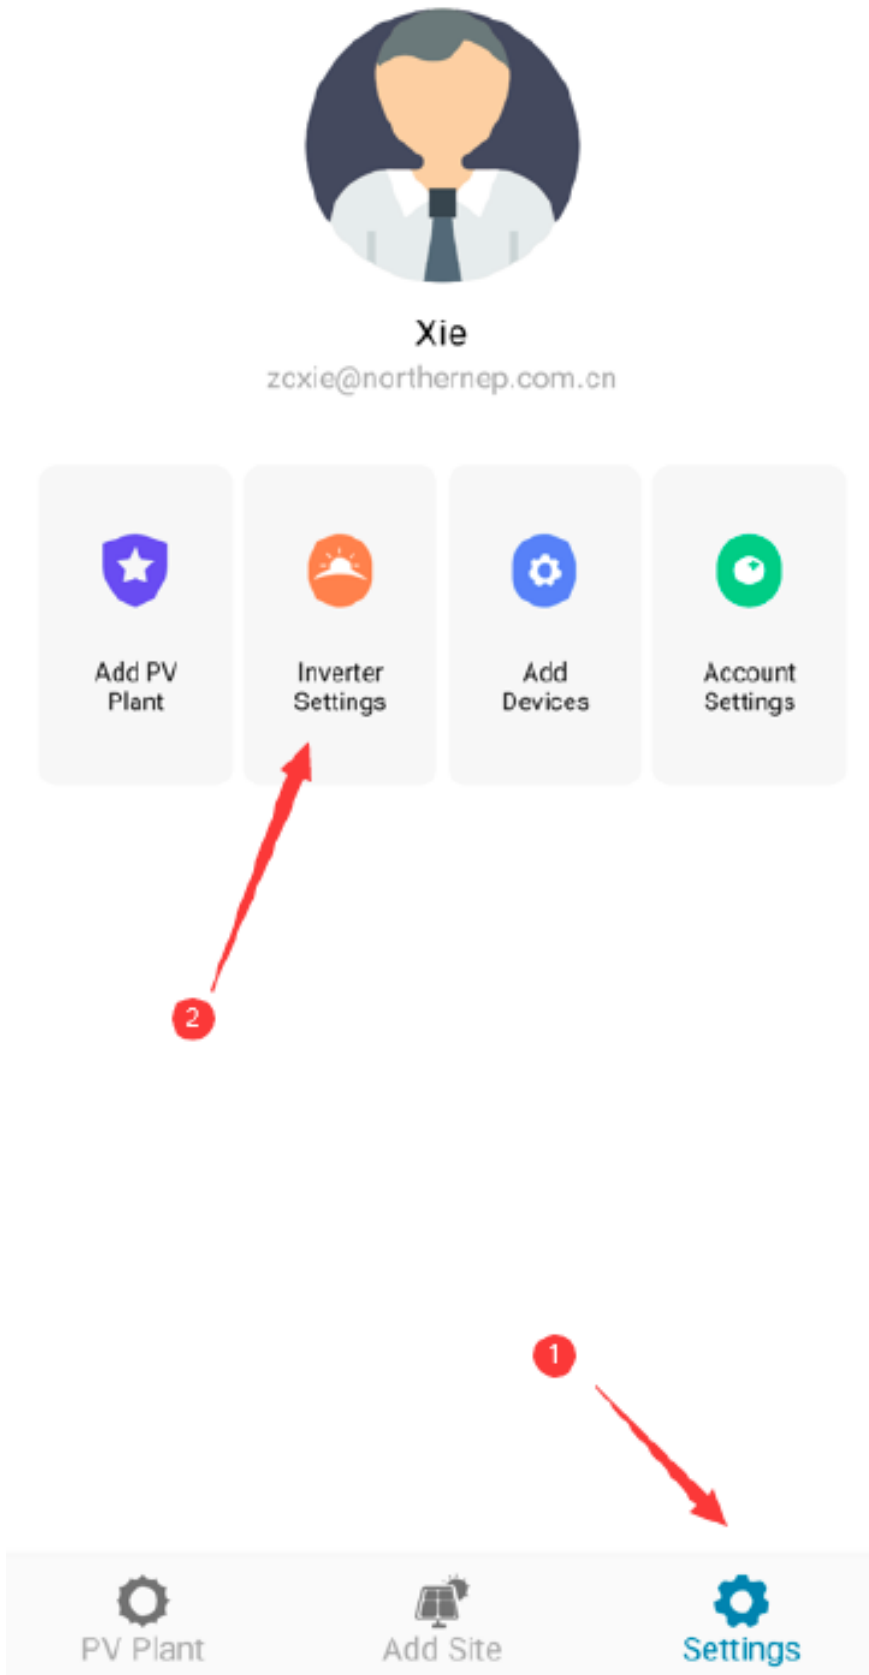 Xie
zcxie@northernep.com.cn
Add PV
Plant
Inverter
Settings
Add
Devices
Account
Settings
2
1
PV Plant
Add Site
Settings